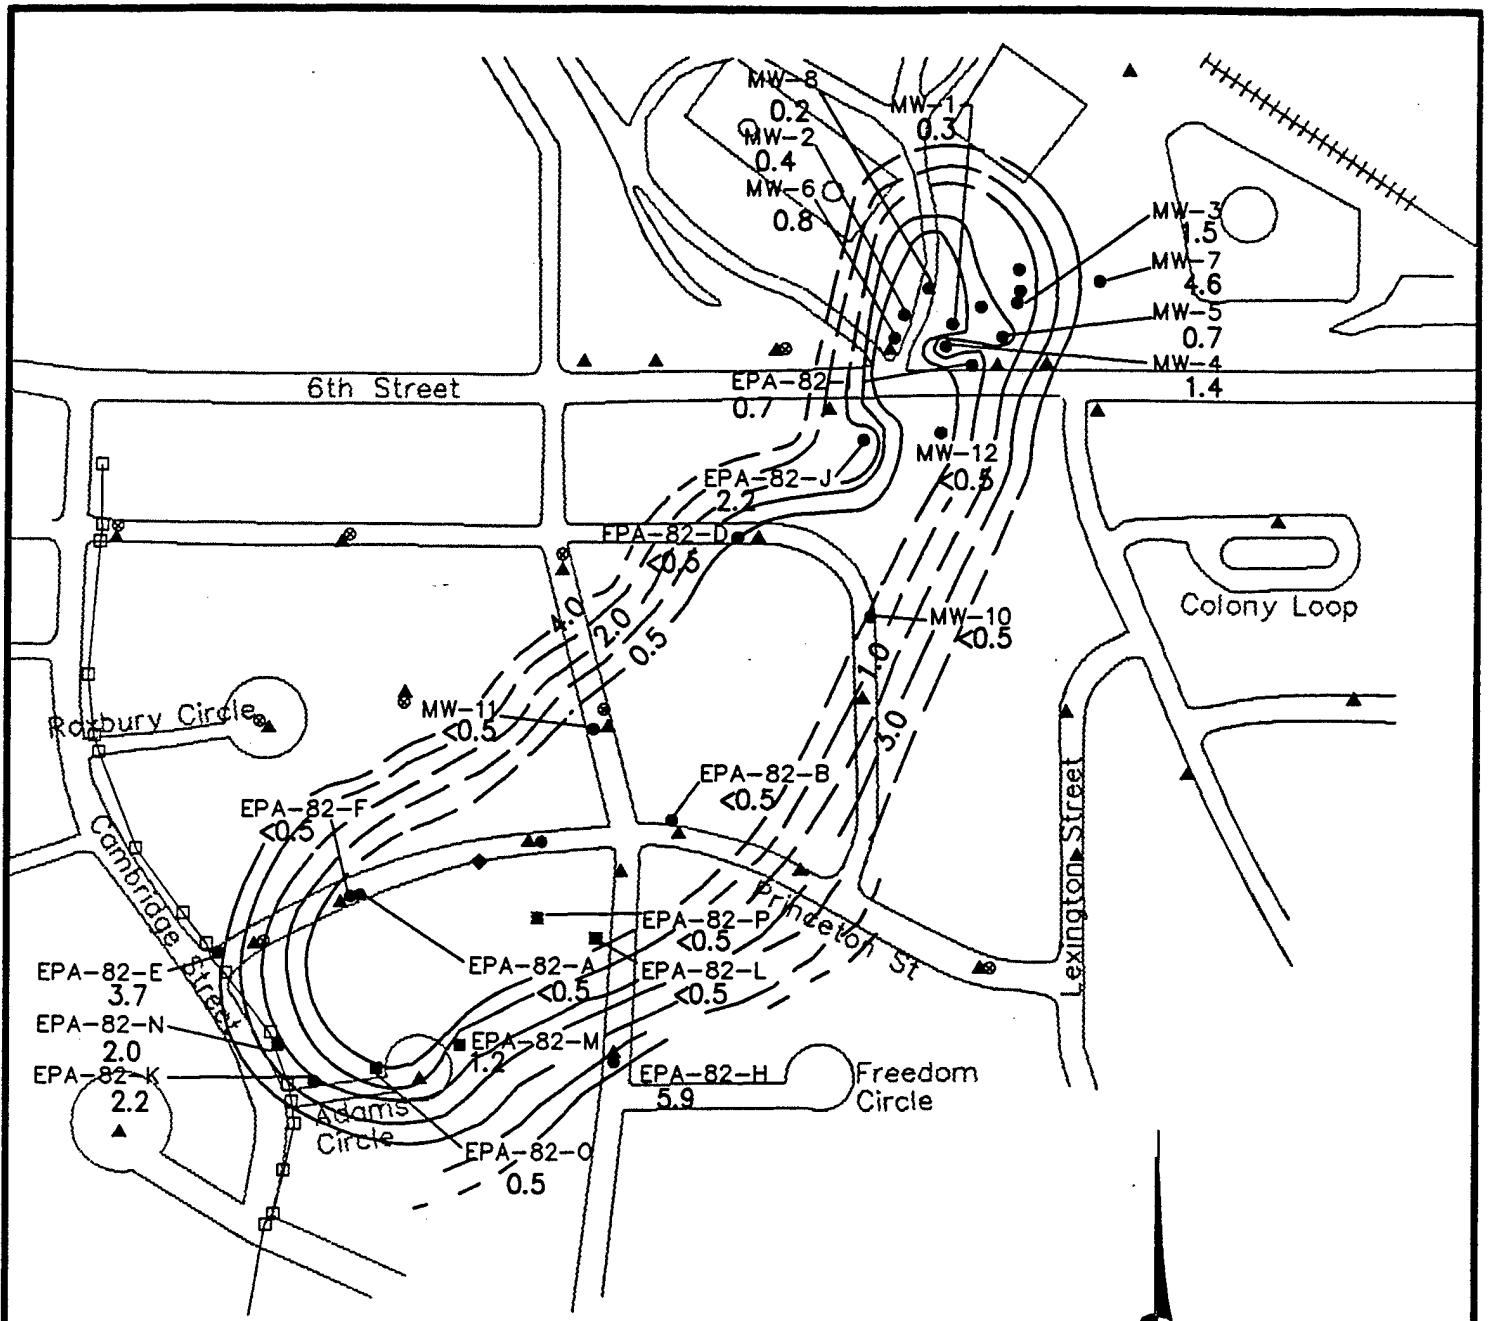 MW-8
0.2
MW-1
0.3
MW-2
0.4
MW-6
0.8
MW-3
1.5
MW-7
4.6
MW-5
0.7
MW-4
1.4
6th Street
EPA-82-I
0.7
MW-12
<0.5
EPA-82-J
2.2
EPA-82-D
<0.5
4.0
2.0
0.5
Colony Loop
MW-10
<0.5
1.0
3.0
Roxbury Circle
MW-11
<0.5
EPA-82-B
<0.5
EPA-82-F
<0.5
Cambridge Street
Lexington Street
Princeton St
EPA-82-P
<0.5
EPA-82-A
<0.5
EPA-82-L
<0.5
EPA-82-E
3.7
EPA-82-N
2.0
EPA-82-K
2.2
EPA-82-M
1.2
EPA-82-H
5.9
Freedom
Circle
Adams
Circle
EPA-82-O
0.5